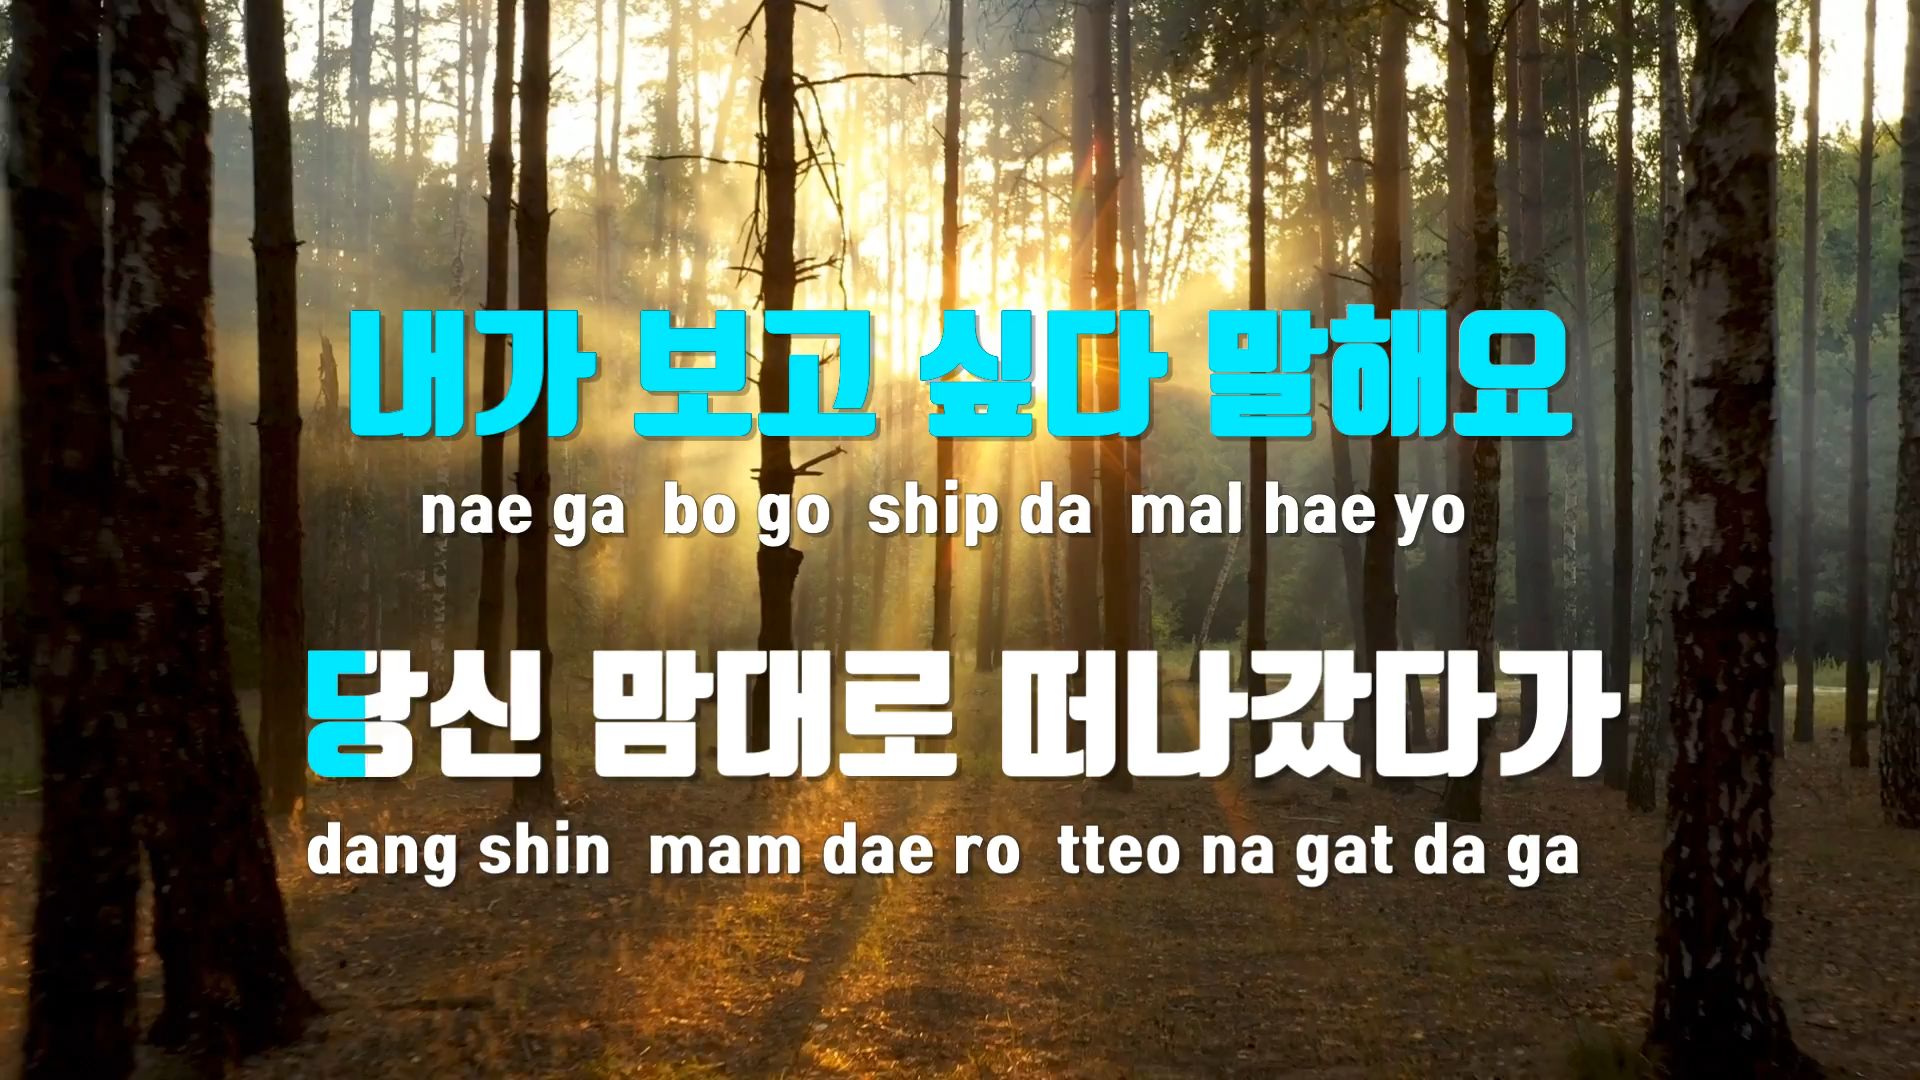 내가 보고 싶다 말해요
nae ga bo go ship da mal hae yo
당신 맘대로 떠나갔다가
dang shin mam dae ro tteo na gat da ga